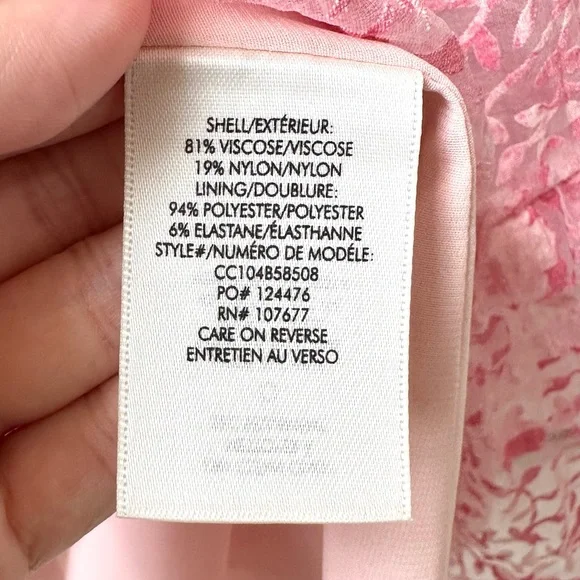 SHELL/EXTÉRIEUR:
81% VISCOSE/VISCOSE
19% NYLON/NYLON
LINING/DOUBLURE:
94% POLYESTER/POLYESTER
6% ELASTANE/ÉLASTHANNE
STYLE#/NUMÉRO DE MODÉLE:
CC104B58508
PO# 124476
RN# 107677
CARE ON REVERSE
ENTRETIEN AU VERSO